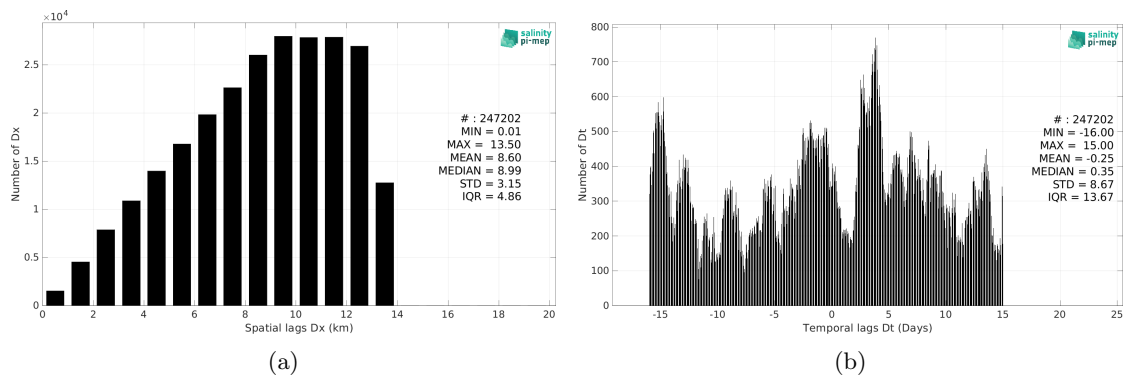 ×10⁴
2.5
2
1.5
1
0.5
0
0 2 4 6 8 10 12 14 16 18 20
Number of Dx
Spatial lags Dx (km)
salinity
pi-mep
# : 247202
MIN = 0.01
MAX = 13.50
MEAN = 8.60
MEDIAN = 8.99
STD = 3.15
IQR = 4.86
(a)
800
700
600
500
400
300
200
100
0
-15 -10 -5 0 5 10 15 20 25
Number of Dt
Temporal lags Dt (Days)
salinity
pi-mep
# : 247202
MIN = -16.00
MAX = 15.00
MEAN = -0.25
MEDIAN = 0.35
STD = 8.67
IQR = 13.67
(b)